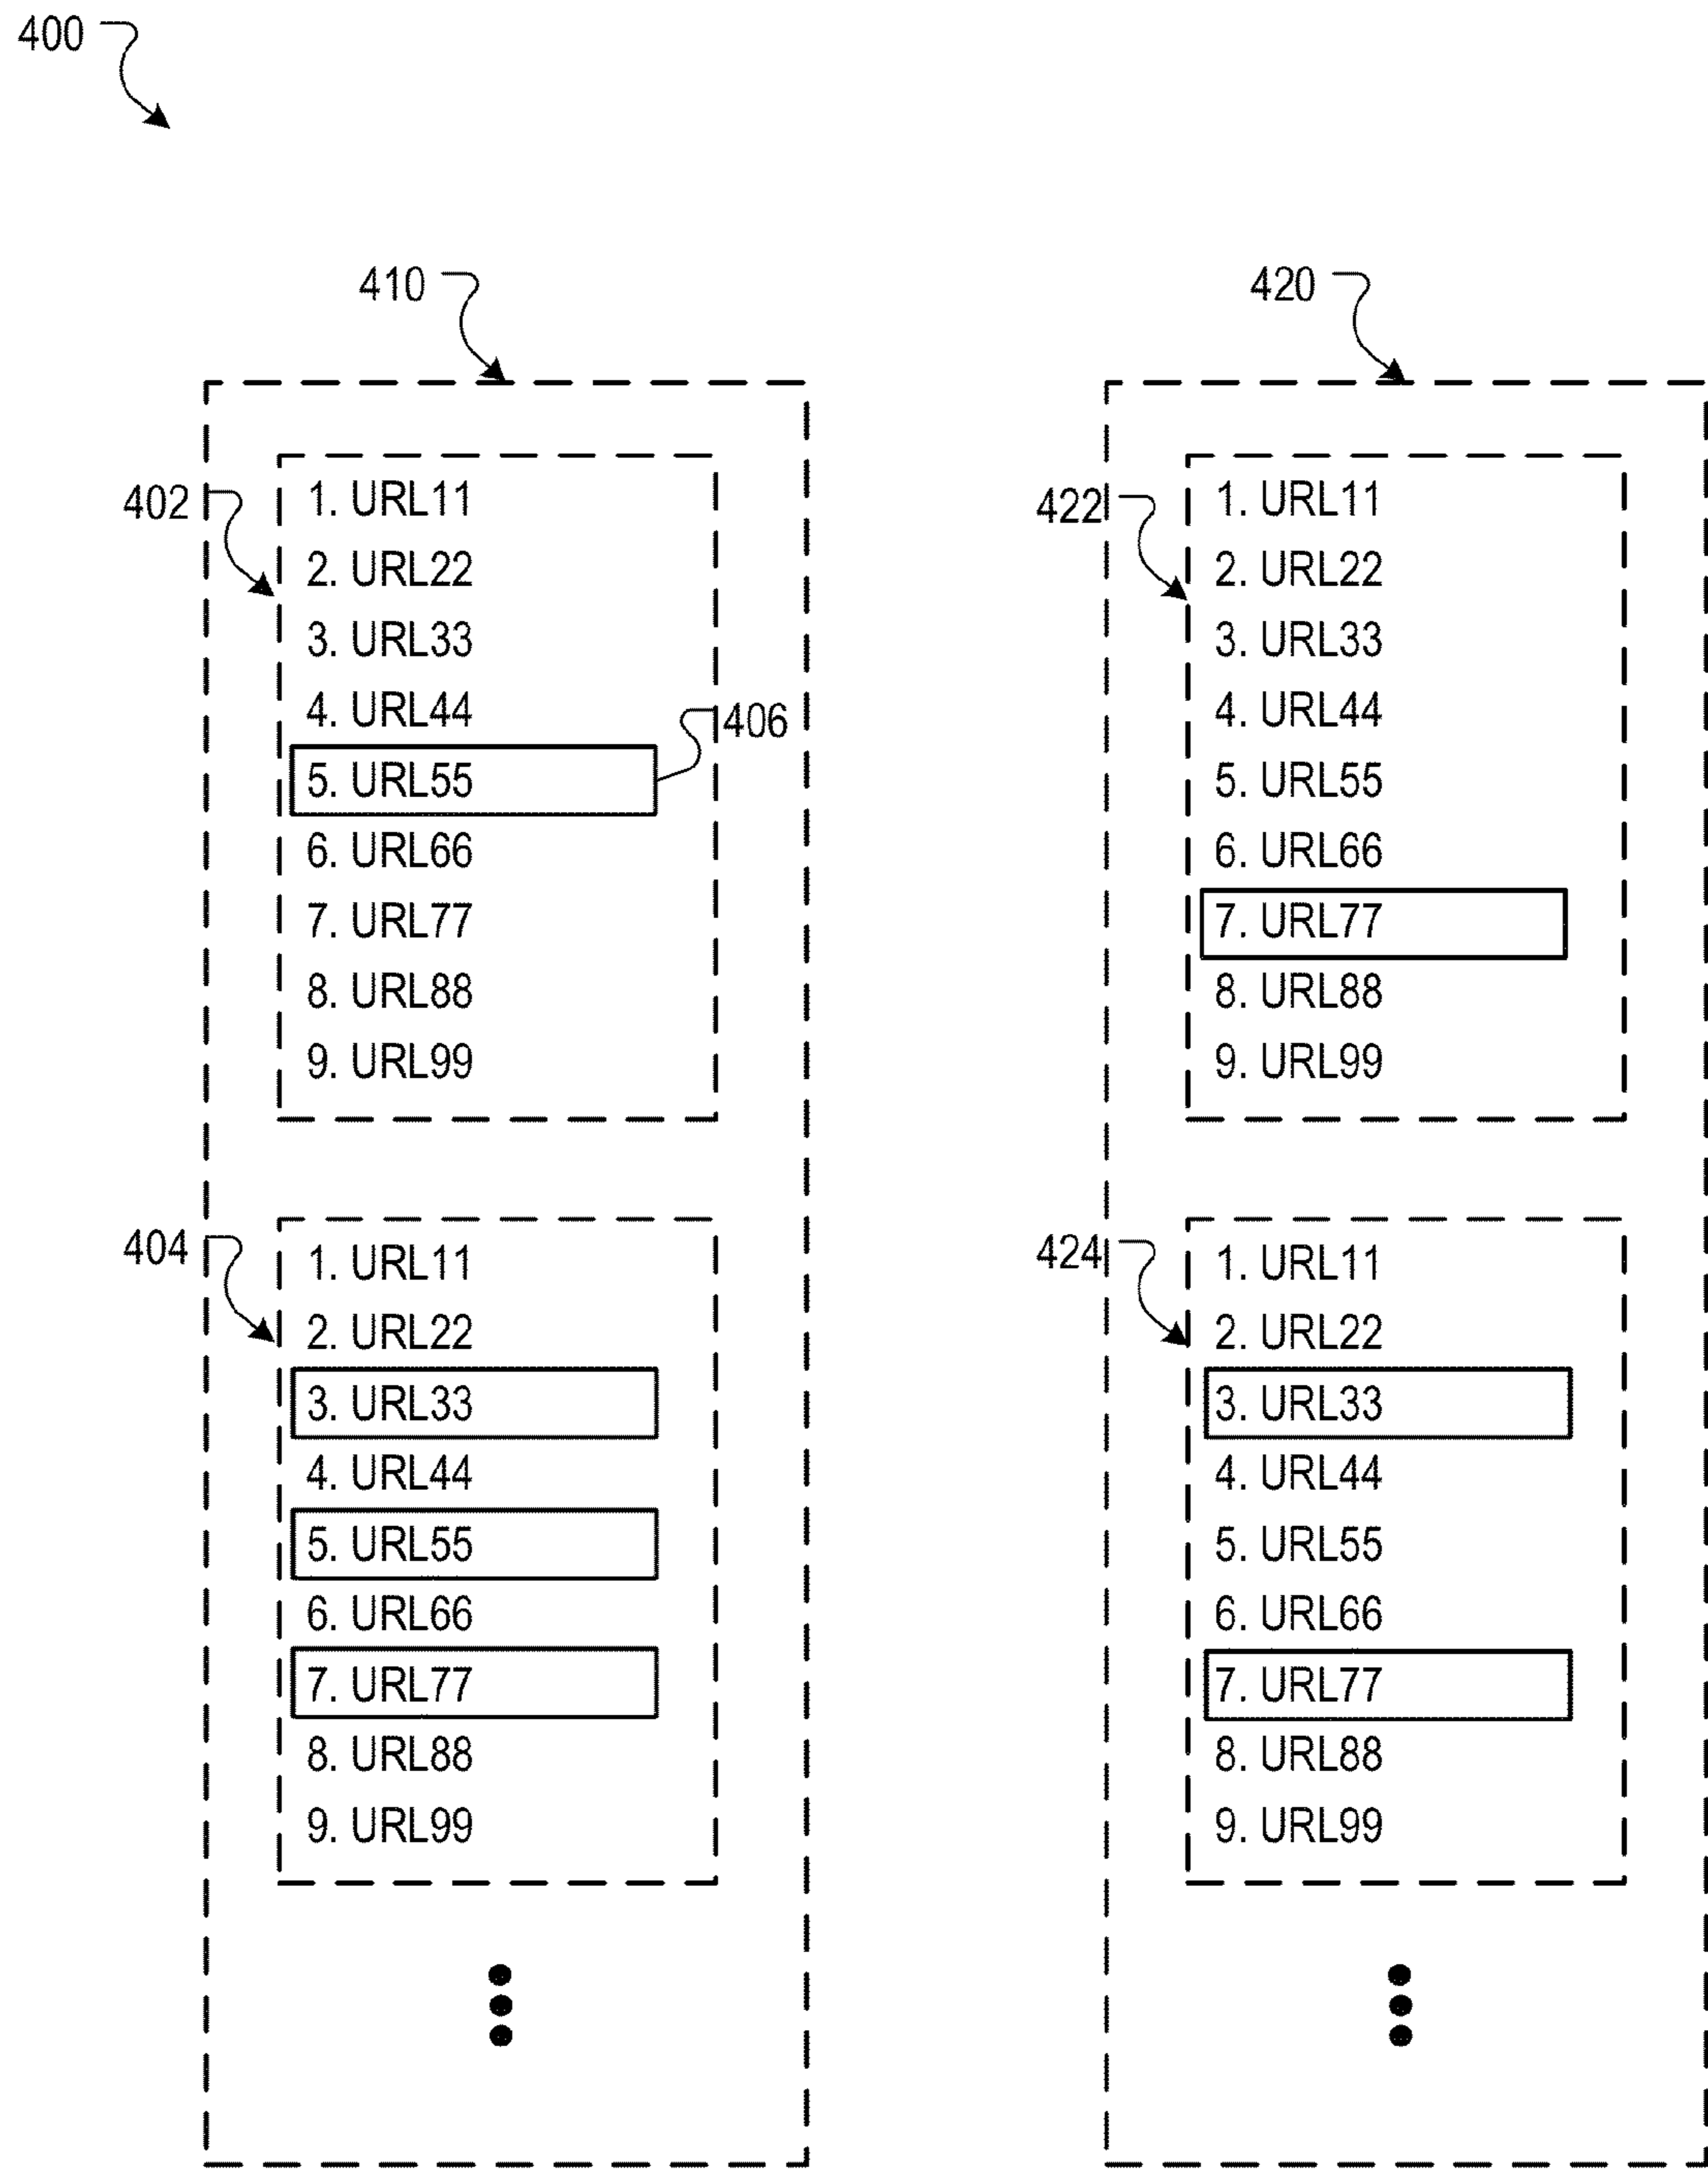 400
410
420
402
1. URL11
2. URL22
3. URL33
4. URL44
406
5. URL55
6. URL66
7. URL77
8. URL88
9. URL99
422
1. URL11
2. URL22
3. URL33
4. URL44
5. URL55
6. URL66
7. URL77
8. URL88
9. URL99
404
1. URL11
2. URL22
3. URL33
4. URL44
5. URL55
6. URL66
7. URL77
8. URL88
9. URL99
424
1. URL11
2. URL22
3. URL33
4. URL44
5. URL55
6. URL66
7. URL77
8. URL88
9. URL99